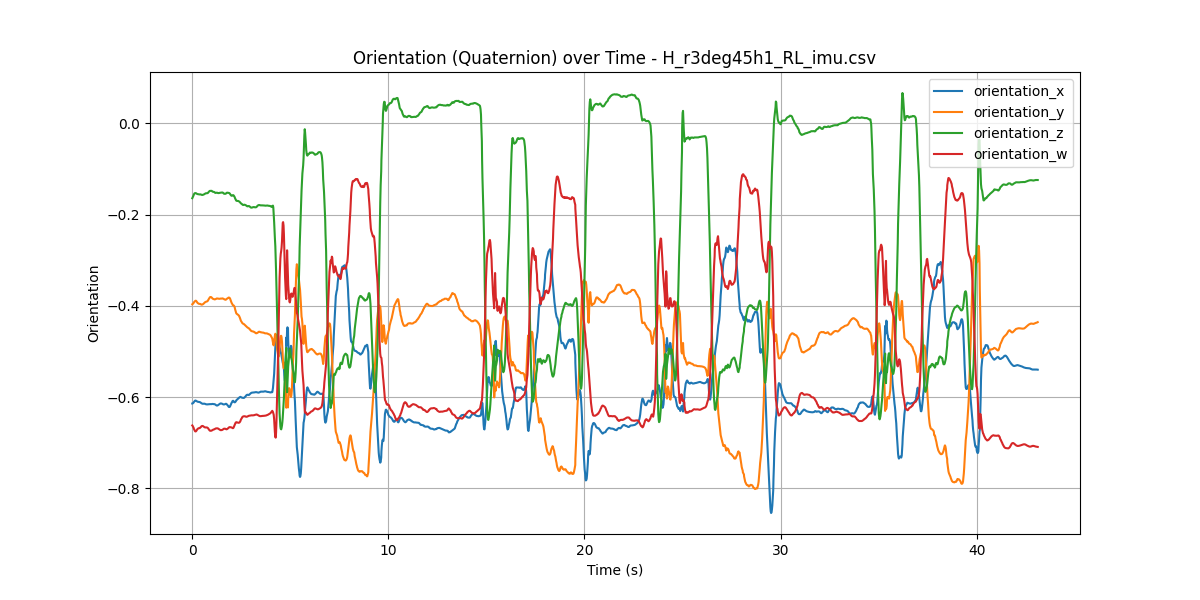 Orientation (Quaternion) over Time - H_r3deg45h1_RL_imu.csv
orientation_x
orientation_y
orientation_z
orientation_w
Orientation
0.0
−0.2
−0.4
−0.6
−0.8
0 10 20 30 40
Time (s)